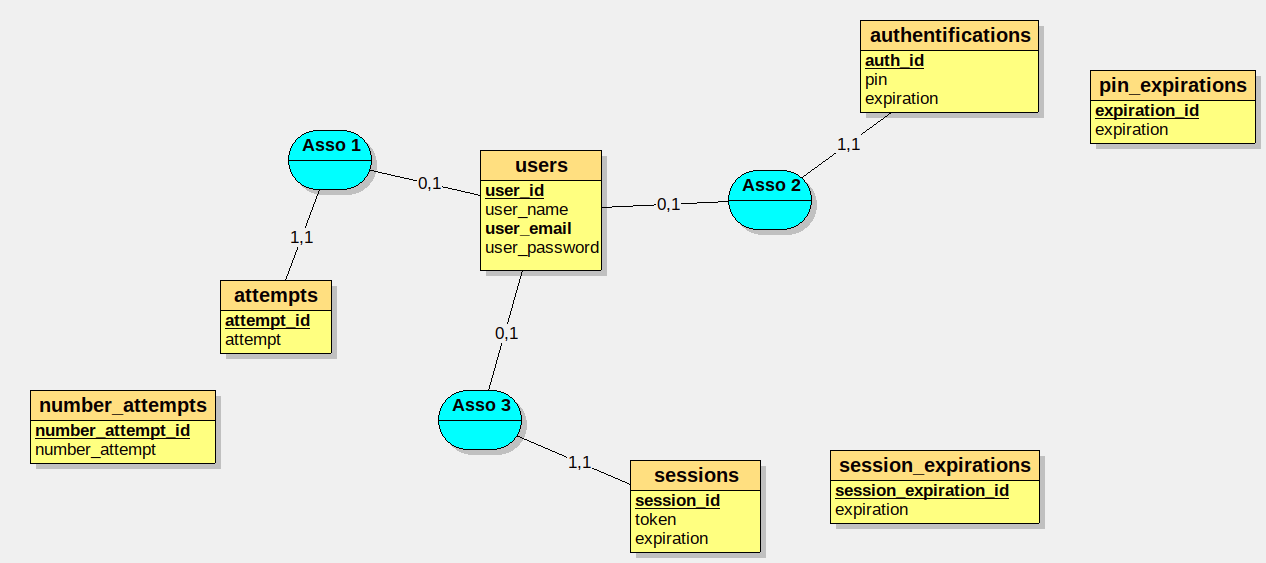 authentifications
auth_id
pin
expiration
pin_expirations
expiration_id
expiration
1,1
Asso 1
0,1
users
user_id
user_name
user_email
user_password
0,1
Asso 2
1,1
attempts
attempt_id
attempt
0,1
number_attempts
number_attempt_id
number_attempt
Asso 3
1,1
sessions
session_id
token
expiration
session_expirations
session_expiration_id
expiration